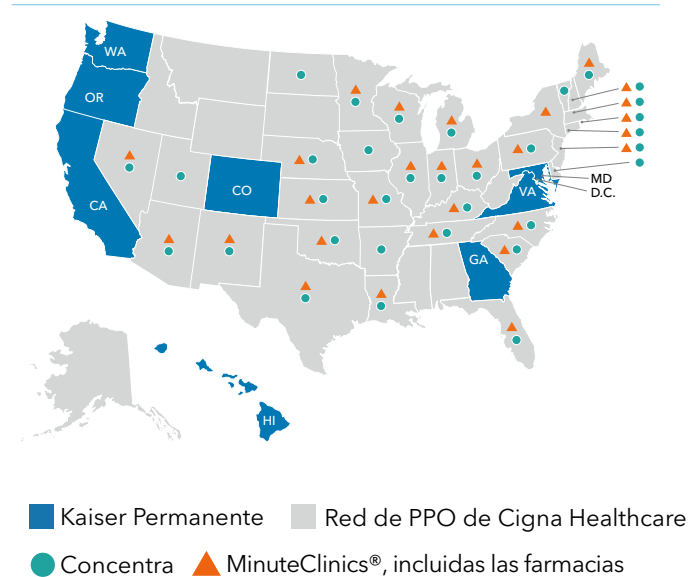 WA
OR
CA
CO
MD
VA
D.C.
GA
HI
Kaiser Permanente
Red de PPO de Cigna Healthcare
Concentra
MinuteClinics®, incluidas las farmacias